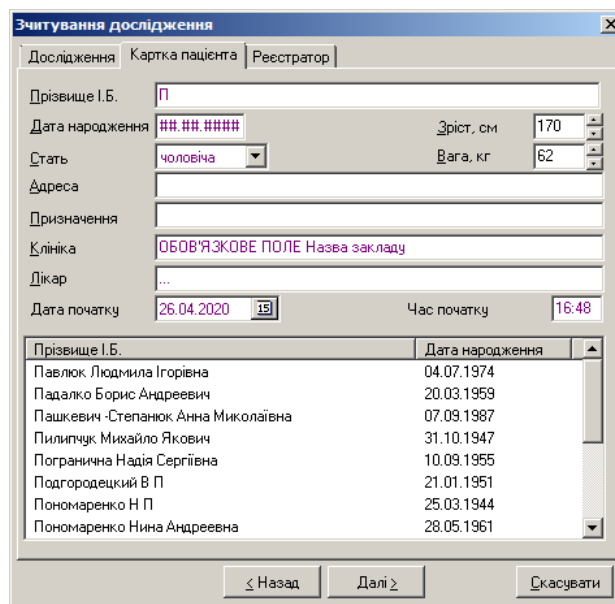 Зчитування дослідження
Дослідження Картка пацієнта Реєстратор
Прізвище І.Б. П
Дата народження ##.##.#### Зріст, см 170
Стать чоловіча Вага, кг 62
Адреса
Призначення
Клініка ОБОВ'ЯЗКОВЕ ПОЛЕ Назва закладу
Лікар ...
Дата початку 26.04.2020 15 Час початку 16:48
Прізвище І.Б. Дата народження
Павлюк Людмила Ігорівна 04.07.1974
Падалко Борис Андреевич 20.03.1959
Пашкевич -Степанюк Анна Миколаївна 07.09.1987
Пилипчук Михайло Якович 31.10.1947
Погранична Надія Сергіївна 10.09.1955
Подгородецкий В П 21.01.1951
Пономаренко Н П 25.03.1944
Пономаренко Нина Андреевна 28.05.1961
< Назад Далі > Скасувати